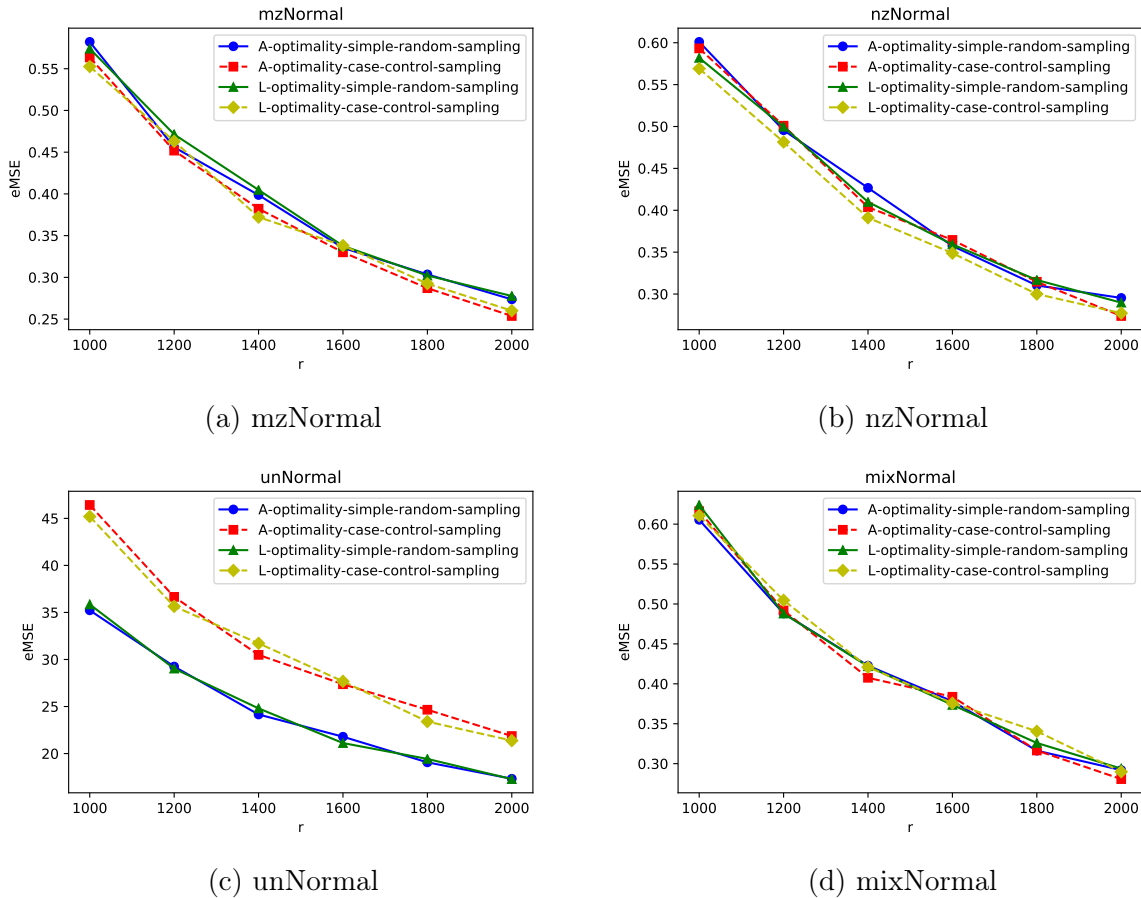 mzNormal
A-optimality-simple-random-sampling
A-optimality-case-control-sampling
L-optimality-simple-random-sampling
L-optimality-case-control-sampling
0.55
0.50
0.45
0.40
0.35
0.30
0.25
eMSE
1000 1200 1400 1600 1800 2000
r
(a) mzNormal
nzNormal
A-optimality-simple-random-sampling
A-optimality-case-control-sampling
L-optimality-simple-random-sampling
L-optimality-case-control-sampling
0.60
0.55
0.50
0.45
0.40
0.35
0.30
eMSE
1000 1200 1400 1600 1800 2000
r
(b) nzNormal
unNormal
A-optimality-simple-random-sampling
A-optimality-case-control-sampling
L-optimality-simple-random-sampling
L-optimality-case-control-sampling
45
40
35
30
25
20
eMSE
1000 1200 1400 1600 1800 2000
r
(c) unNormal
mixNormal
A-optimality-simple-random-sampling
A-optimality-case-control-sampling
L-optimality-simple-random-sampling
L-optimality-case-control-sampling
0.60
0.55
0.50
0.45
0.40
0.35
0.30
eMSE
1000 1200 1400 1600 1800 2000
r
(d) mixNormal